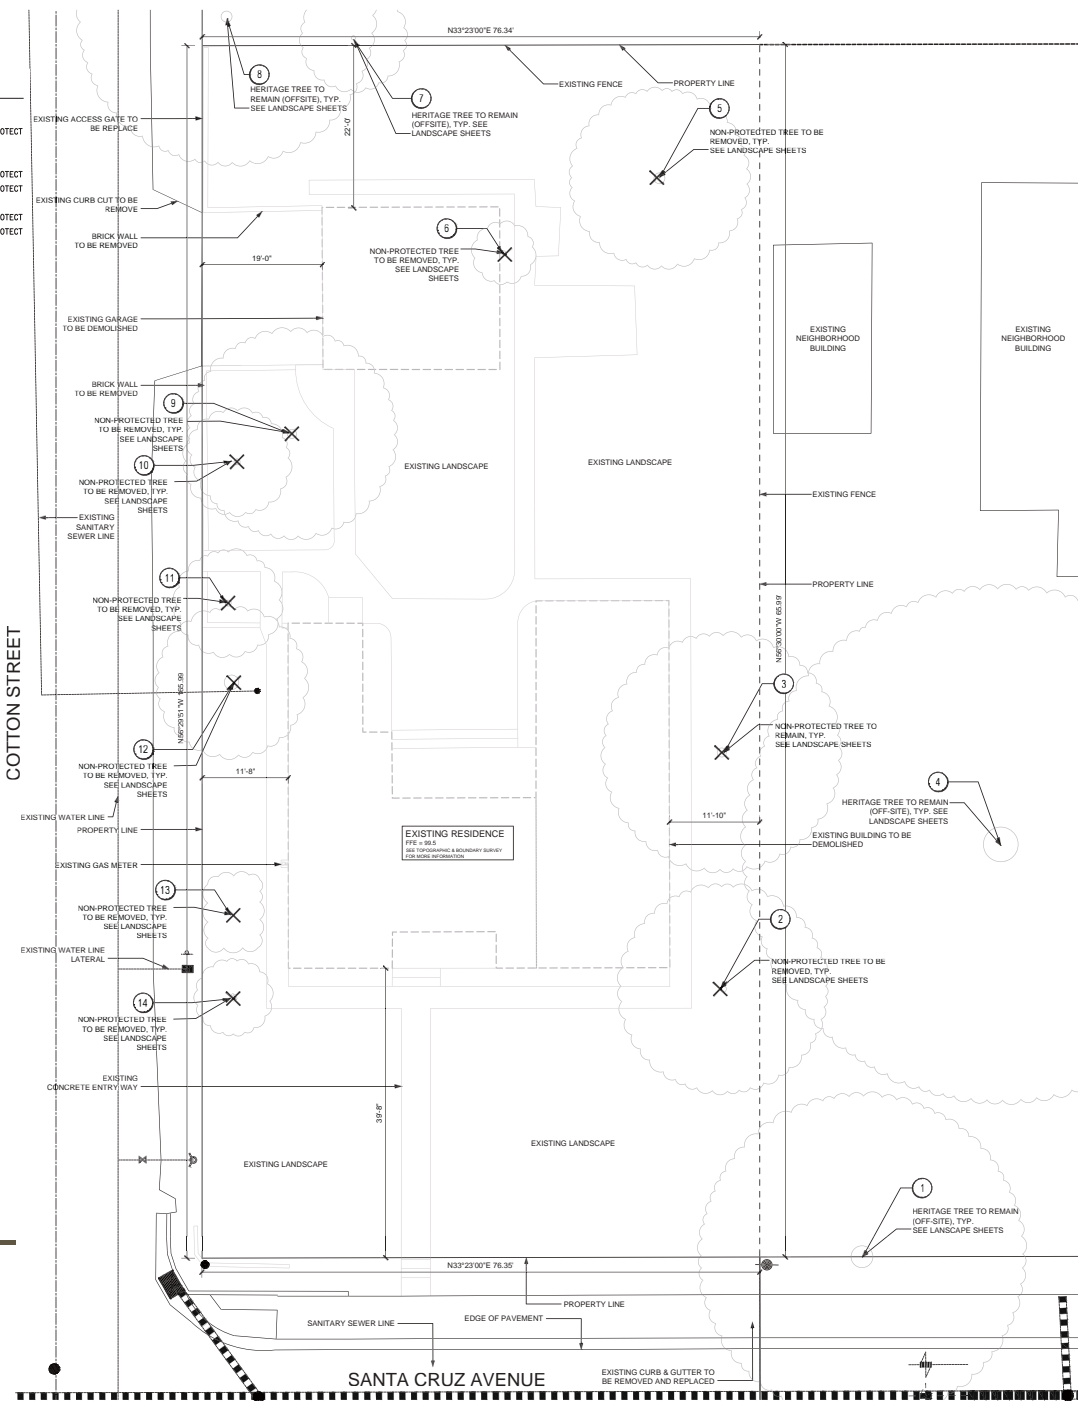 N33°23'00"E 76.34'
8
HERITAGE TREE TO
REMAIN (OFFSITE), TYP.
SEE LANDSCAPE SHEETS
7
HERITAGE TREE TO REMAIN
(OFFSITE), TYP. SEE
LANDSCAPE SHEETS
EXISTING FENCE
PROPERTY LINE
5
NON-PROTECTED TREE TO BE
REMOVED, TYP.
SEE LANDSCAPE SHEETS
EXISTING ACCESS GATE TO
BE REPLACE
OTECT
OTECT
OTECT
OTECT
OTECT
22'-0"
EXISTING CURB CUT TO BE
REMOVE
BRICK WALL
TO BE REMOVED
6
NON-PROTECTED TREE
TO BE REMOVED, TYP.
SEE LANDSCAPE
SHEETS
19'-0"
EXISTING GARAGE
TO BE DEMOLISHED
EXISTING
NEIGHBORHOOD
BUILDING
EXISTING
NEIGHBORHOOD
BUILDING
BRICK WALL
TO BE REMOVED
9
NON-PROTECTED TREE
TO BE REMOVED, TYP.
SEE LANDSCAPE
SHEETS
10
NON-PROTECTED TREE
TO BE REMOVED, TYP.
SEE LANDSCAPE
SHEETS
EXISTING LANDSCAPE
EXISTING LANDSCAPE
EXISTING FENCE
EXISTING
SANITARY
SEWER LINE
11
NON-PROTECTED TREE
TO BE REMOVED, TYP.
SEE LANDSCAPE
SHEETS
PROPERTY LINE
COTTON STREET
3
NON-PROTECTED TREE TO
REMAIN, TYP.
SEE LANDSCAPE SHEETS
12
NON-PROTECTED TREE
TO BE REMOVED, TYP.
SEE LANDSCAPE
SHEETS
11'-8"
4
HERITAGE TREE TO REMAIN
(OFF-SITE), TYP. SEE
LANDSCAPE SHEETS
EXISTING WATER LINE
PROPERTY LINE
11'-10"
EXISTING RESIDENCE
FFE = 99.5
SEE TOPOGRAPHIC & BOUNDARY SURVEY
FOR MORE INFORMATION
EXISTING BUILDING TO BE
DEMOLISHED
EXISTING GAS METER
13
NON-PROTECTED TREE
TO BE REMOVED, TYP.
SEE LANDSCAPE
SHEETS
2
NON-PROTECTED TREE TO BE
REMOVED, TYP.
SEE LANDSCAPE SHEETS
EXISTING WATER LINE
LATERAL
14
NON-PROTECTED TREE
TO BE REMOVED, TYP.
SEE LANDSCAPE
SHEETS
EXISTING
CONCRETE ENTRY WAY
39'-8"
EXISTING LANDSCAPE
EXISTING LANDSCAPE
1
HERITAGE TREE TO REMAIN
(OFF-SITE), TYP.
SEE LANSCAPE SHEETS
N33°23'00"E 76.35'
PROPERTY LINE
SANITARY SEWER LINE
EDGE OF PAVEMENT
SANTA CRUZ AVENUE
EXISTING CURB & GUTTER TO
BE REMOVED AND REPLACED